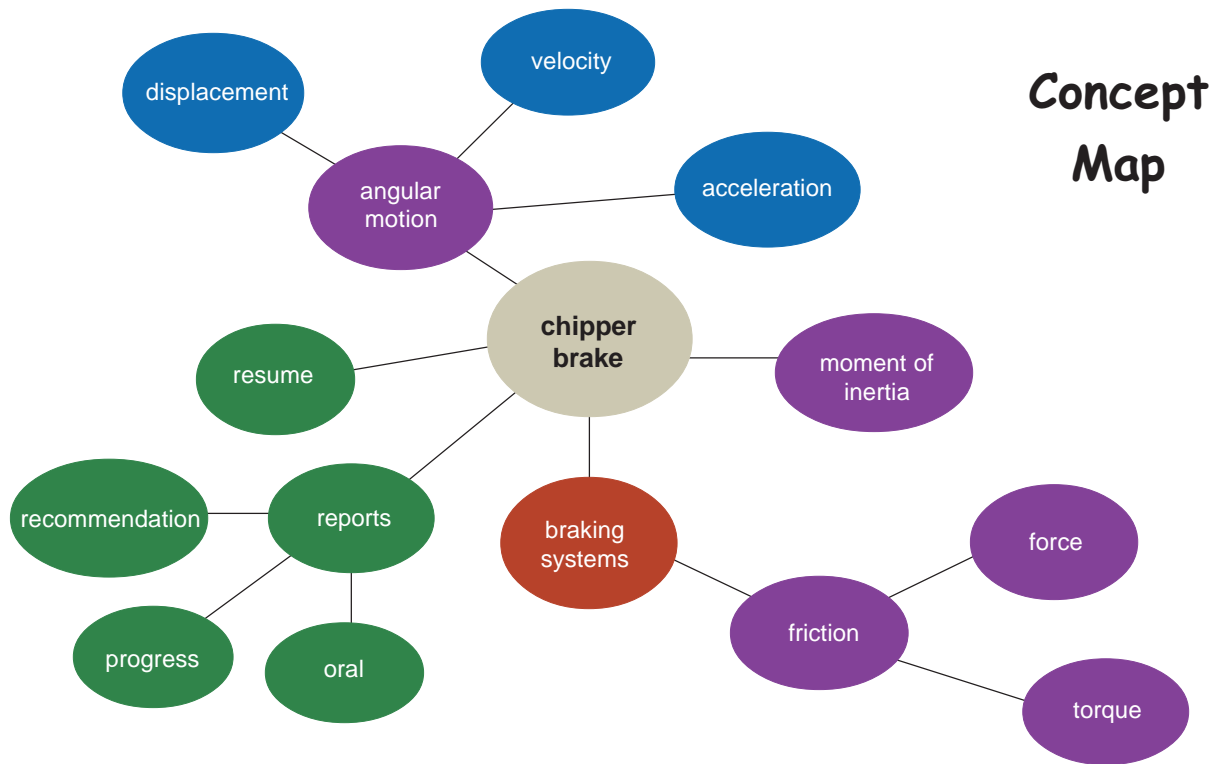 velocity
displacement
Concept
Map
acceleration
angular
motion
chipper
brake
resume
moment of
inertia
recommendation
reports
braking
systems
force
friction
progress
oral
torque